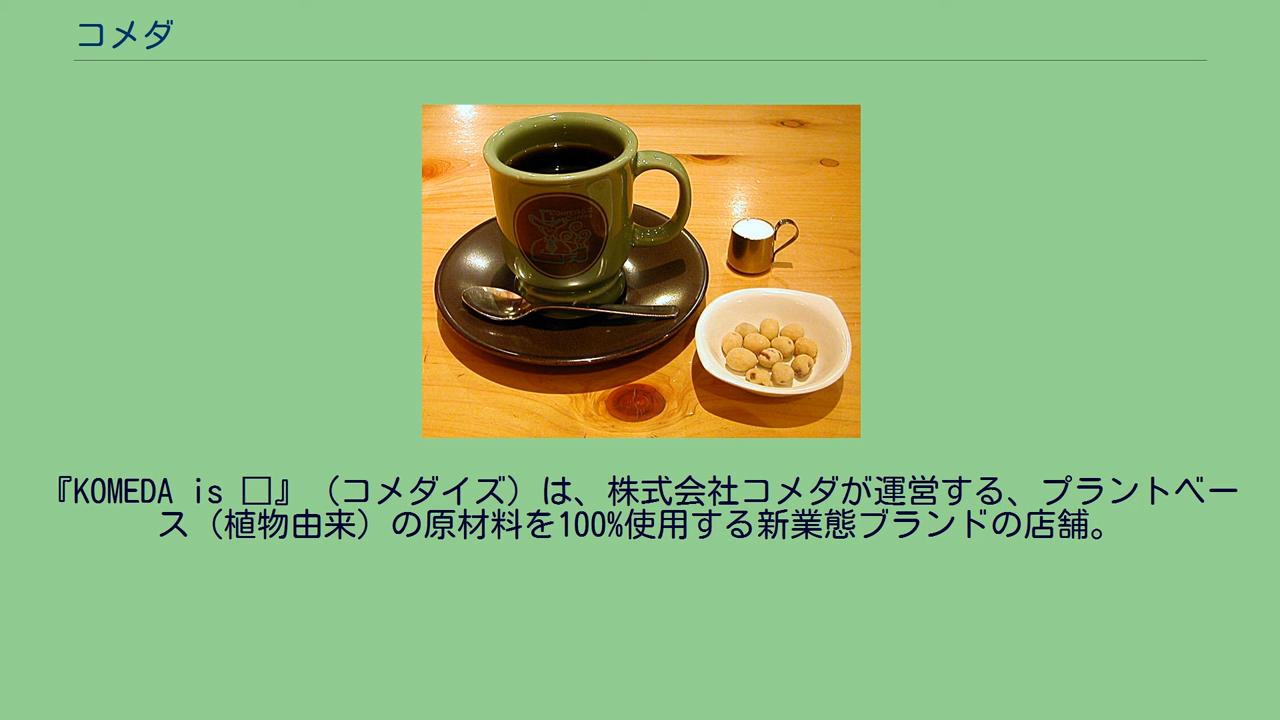 コメダ
『KOMEDA is □』（コメダイズ）は、株式会社コメダが運営する、プラントベー
ス（植物由来）の原材料を100%使用する新業態ブランドの店舗。